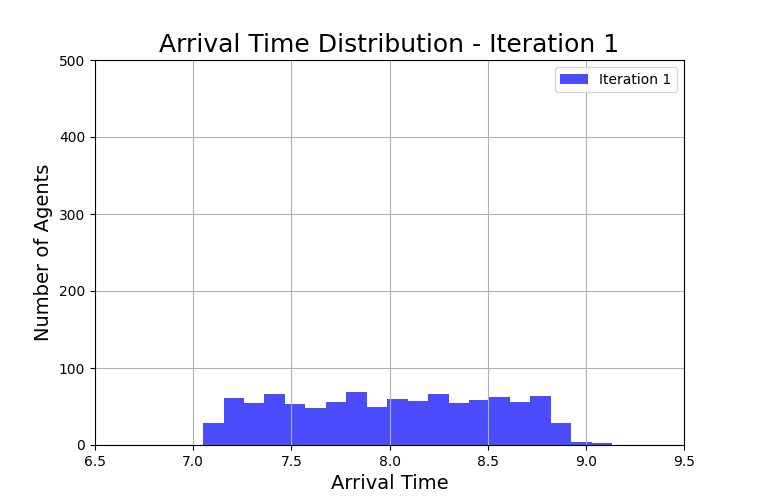 Arrival Time Distribution - Iteration 1
Iteration 1
500
400
300
200
100
0
Number of Agents
6.5 7.0 7.5 8.0 8.5 9.0 9.5
Arrival Time